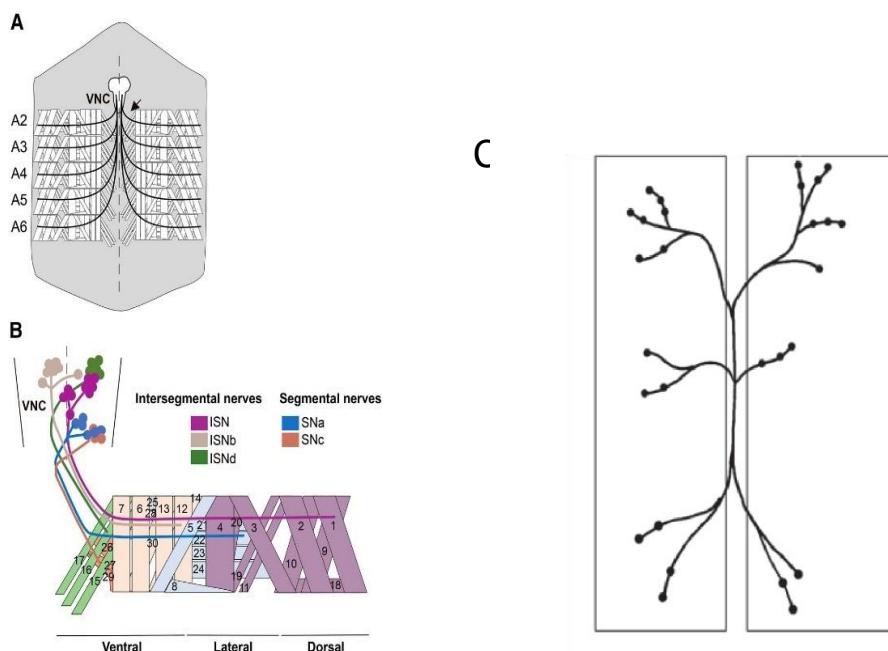 A
VNC
A2
A3
A4
A5
A6
B
VNC
Intersegmental nerves
Segmental nerves
ISN
SNa
ISNb
SNc
ISNd
14
7
6
25
13
12
28
5
21
20
4
3
2
1
30
22
26
23
9
17
16
24
10
27
15
29
19
8
11
18
Ventral
Lateral
Dorsal
C